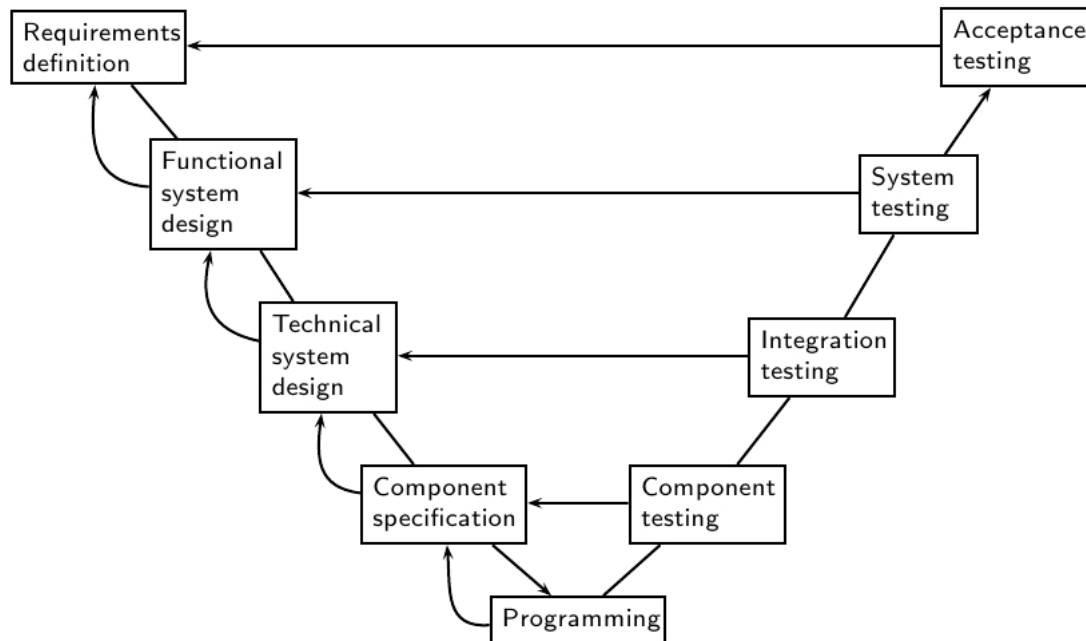 Requirements
definition
Acceptance
testing
Functional
system
design
System
testing
Technical
system
design
Integration
testing
Component
specification
Component
testing
Programming